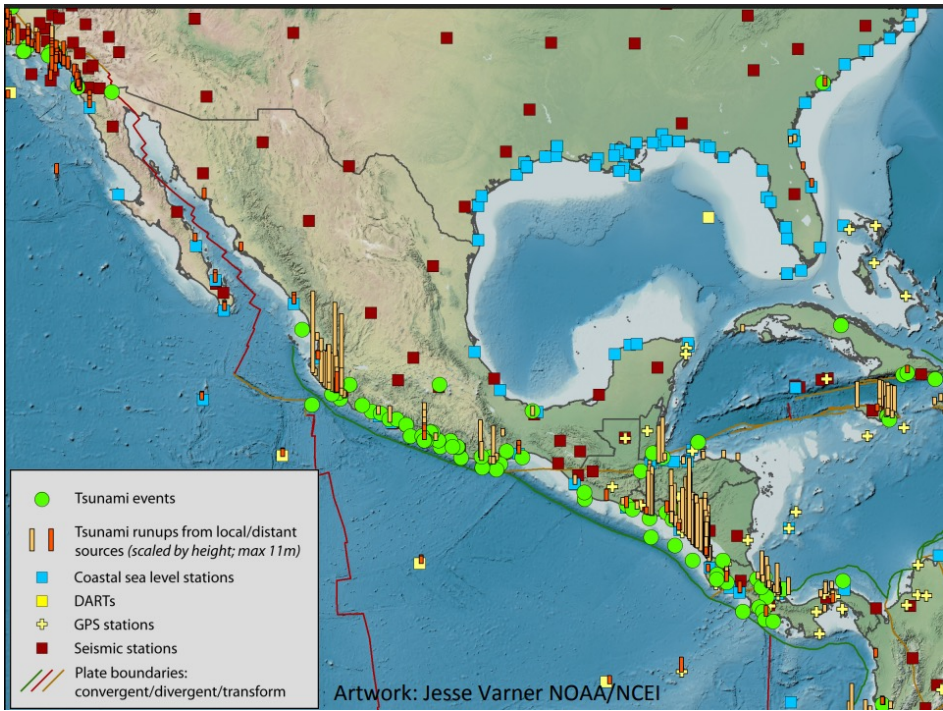 Tsunami events
Tsunami runups from local/distant
sources (scaled by height; max 11m)
Coastal sea level stations
DARTs
GPS stations
Seismic stations
Plate boundaries:
convergent/divergent/transform
Artwork: Jesse Varner NOAA/NCEI